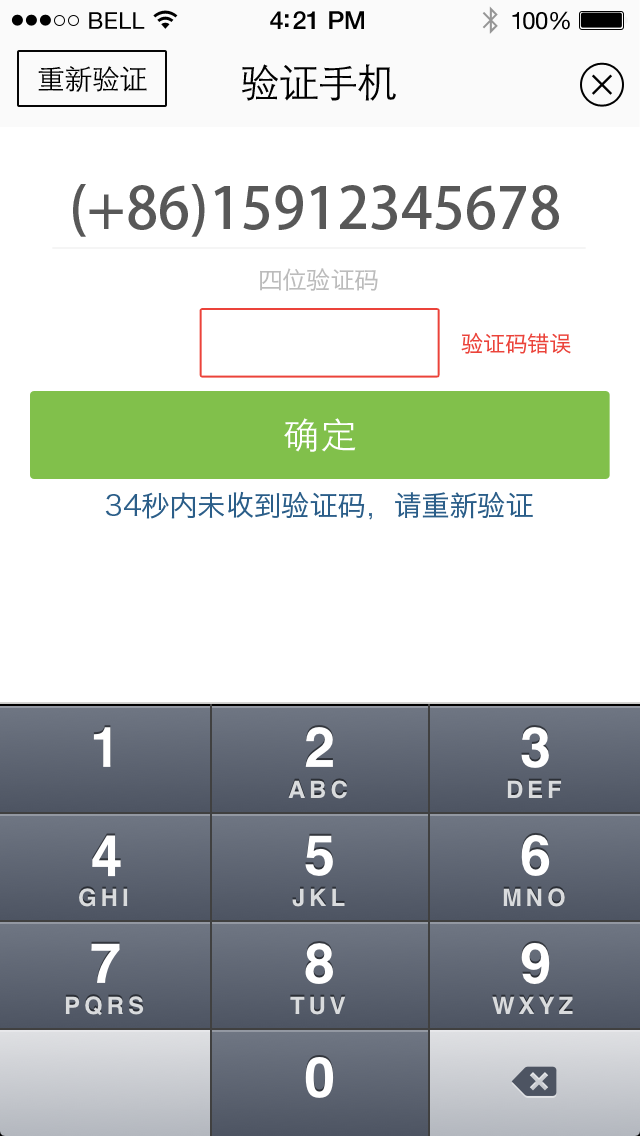 BELL 4:21 PM 100%
重新验证 验证手机
(+86)15912345678
四位验证码
验证码错误
确定
34秒内未收到验证码，请重新验证
1 2 3
ABC DEF
4 5 6
GHI JKL MNO
7 8 9
PQRS TUV WXYZ
0